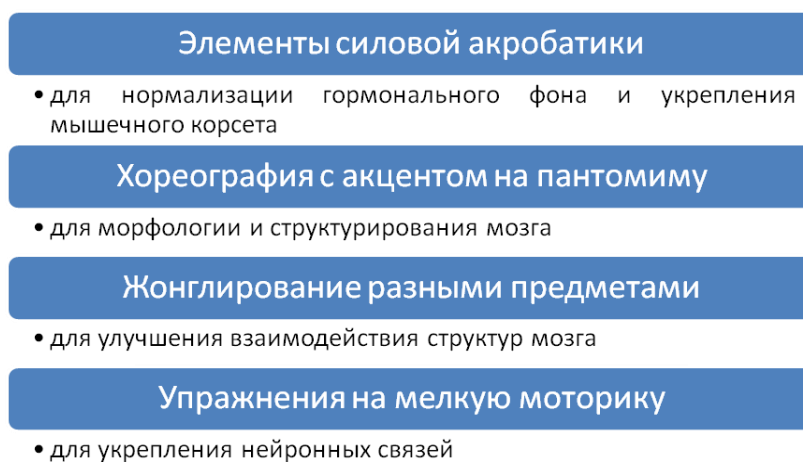 Элементы силовой акробатики
• для нормализации гормонального фона и укрепления
мышечного корсета
Хореография с акцентом на пантомиму
• для морфологии и структурирования мозга
Жонглирование разными предметами
• для улучшения взаимодействия структур мозга
Упражнения на мелкую моторику
• для укрепления нейронных связей